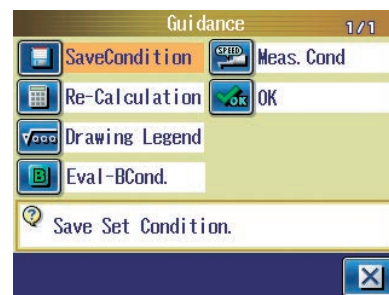 Guidance 1/1
SaveCondition SPEED Meas.Cond
Re-Calculation OK OK
Drawing Legend
B Eval-BCond.
? Save Set Condition.
X